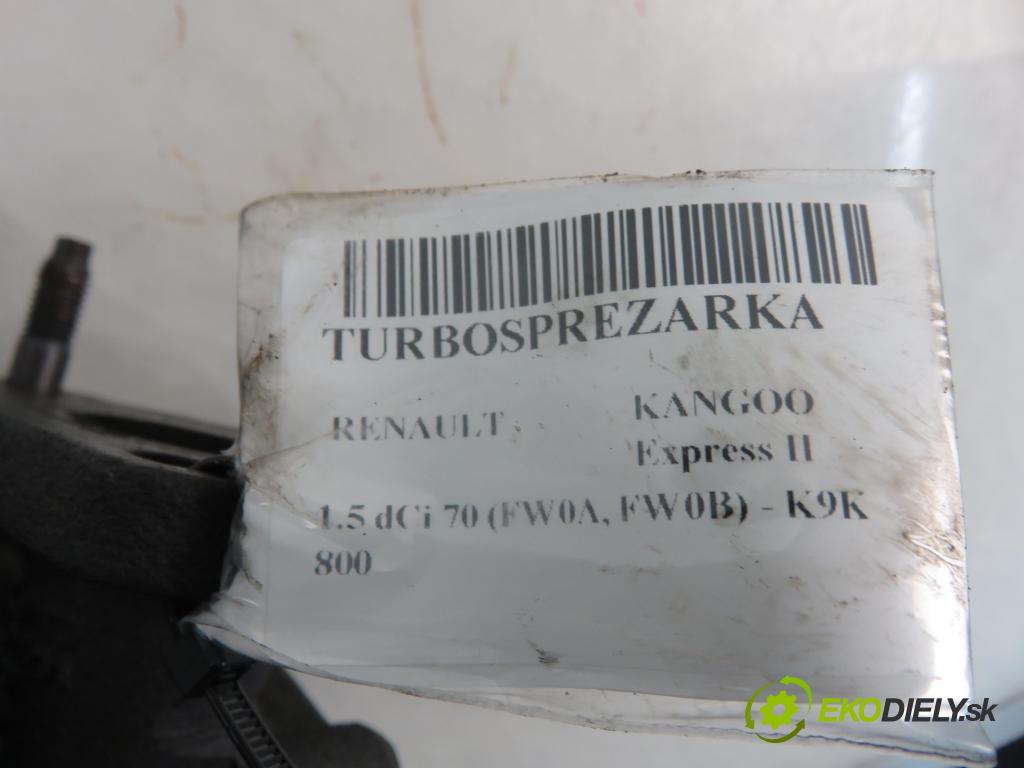 TURBOSPREZARKA
RENAULT KANGOO
Express II
1.5 dCi 70 (FW0A, FW0B) - K9K
800
EKODIELY.sk